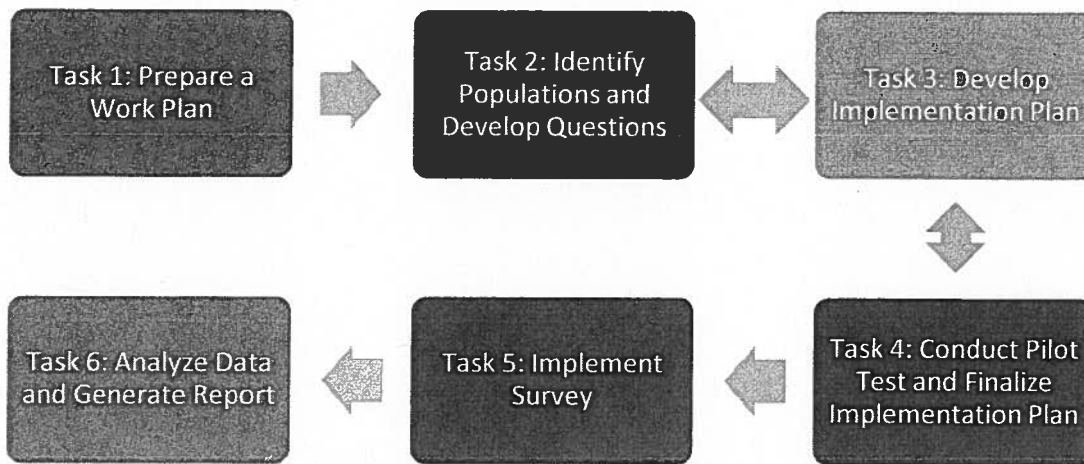 Task 1: Prepare a
Work Plan
Task 2: Identify
Populations and
Develop Questions
Task 3: Develop
Implementation Plan
Task 4: Conduct Pilot
Test and Finalize
Implementation Plan
Task 5: Implement
Survey
Task 6: Analyze Data
and Generate Report